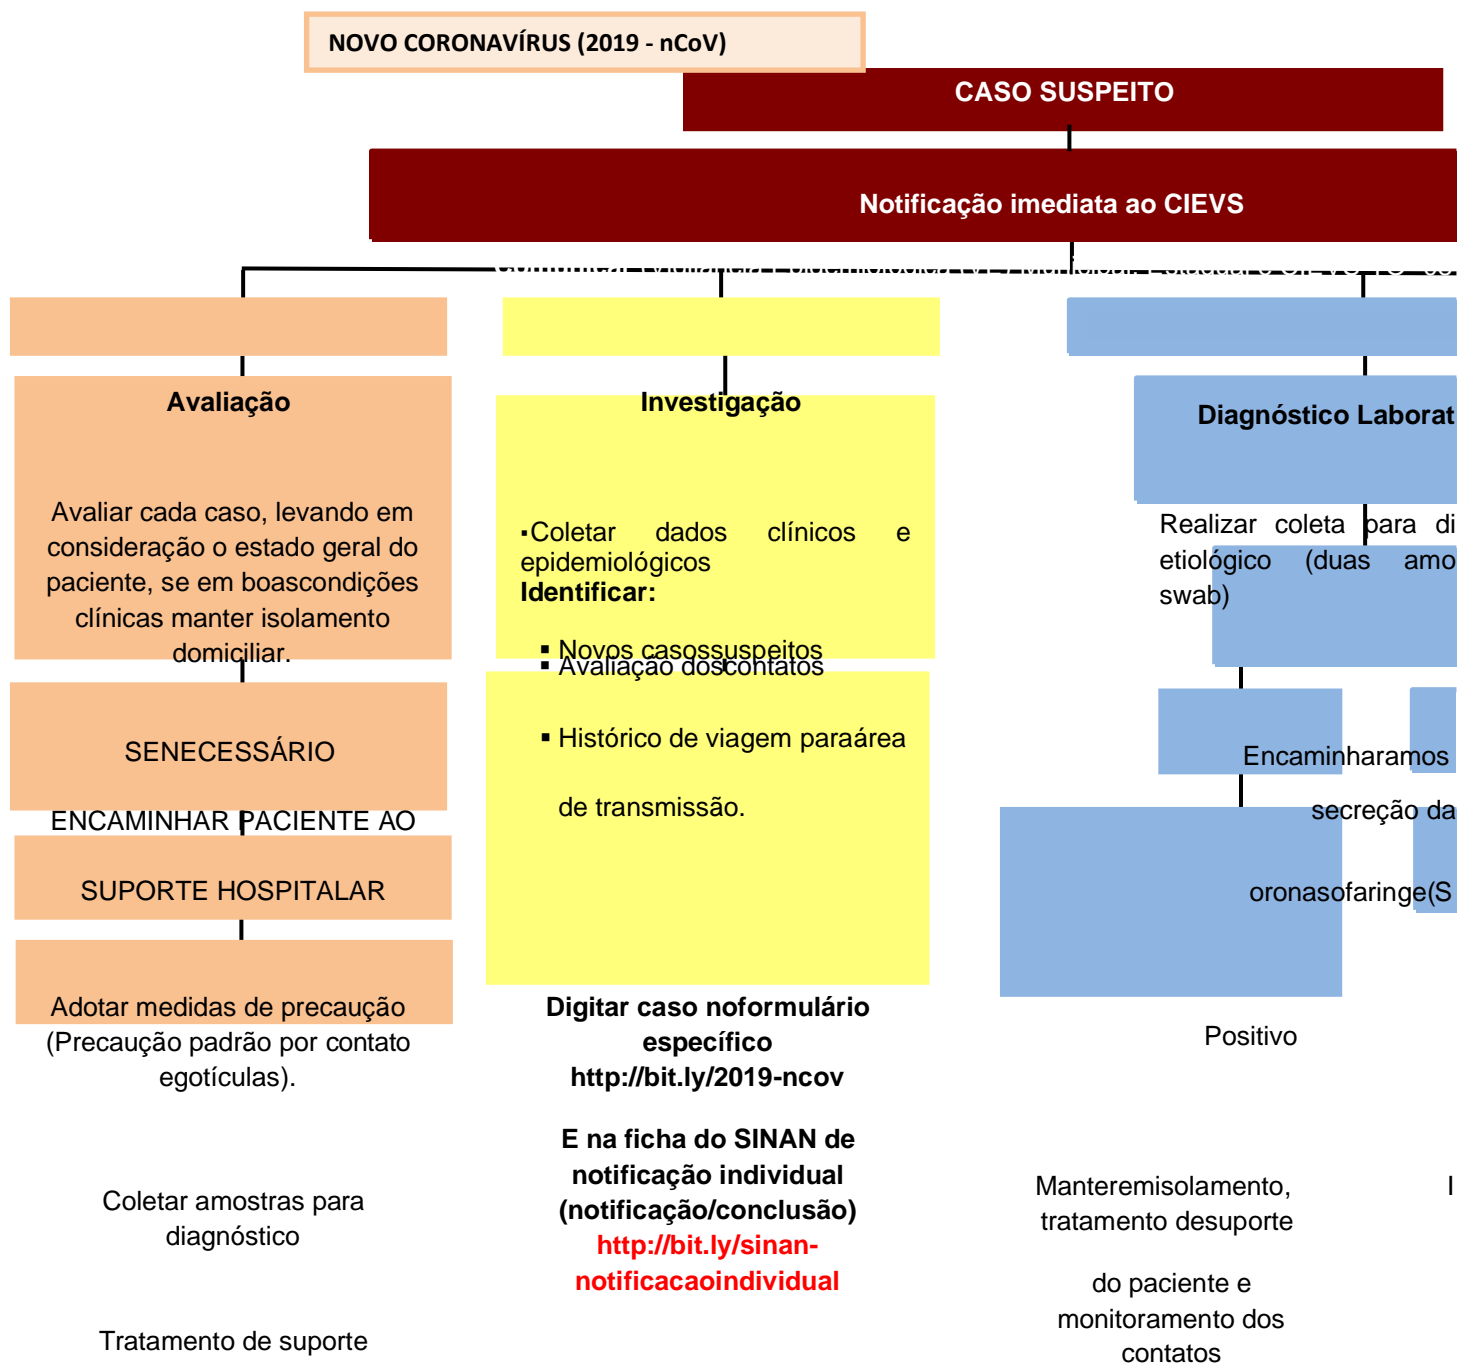 NOVO CORONAVÍRUS (2019 - nCoV)
CASO SUSPEITO
Notificação imediata ao CIEVS
Avaliação
Avaliar cada caso, levando em
consideração o estado geral do
paciente, se em boascondições
clínicas manter isolamento
domiciliar.
SENECESSÁRIO
ENCAMINHAR PACIENTE AO
SUPORTE HOSPITALAR
Adotar medidas de precaução
(Precaução padrão por contato
egotículas).
Coletar amostras para
diagnóstico
Tratamento de suporte
Investigação
▪Coletar dados clínicos e
epidemiológicos
Identificar:
▪ Novos casossuspeitos
▪ Avaliação doscontatos
▪ Histórico de viagem paraárea
de transmissão.
Digitar caso noformulário
específico
http://bit.ly/2019-ncov
E na ficha do SINAN de
notificação individual
(notificação/conclusão)
http://bit.ly/sinan-
notificacaoindividual
Diagnóstico Laborat
Realizar coleta para di
etiológico (duas amo
swab)
Encaminharamos
secreção da
oronasofaringe(S
Positivo
Manteremisolamento,
tratamento desuporte
do paciente e
monitoramento dos
contatos